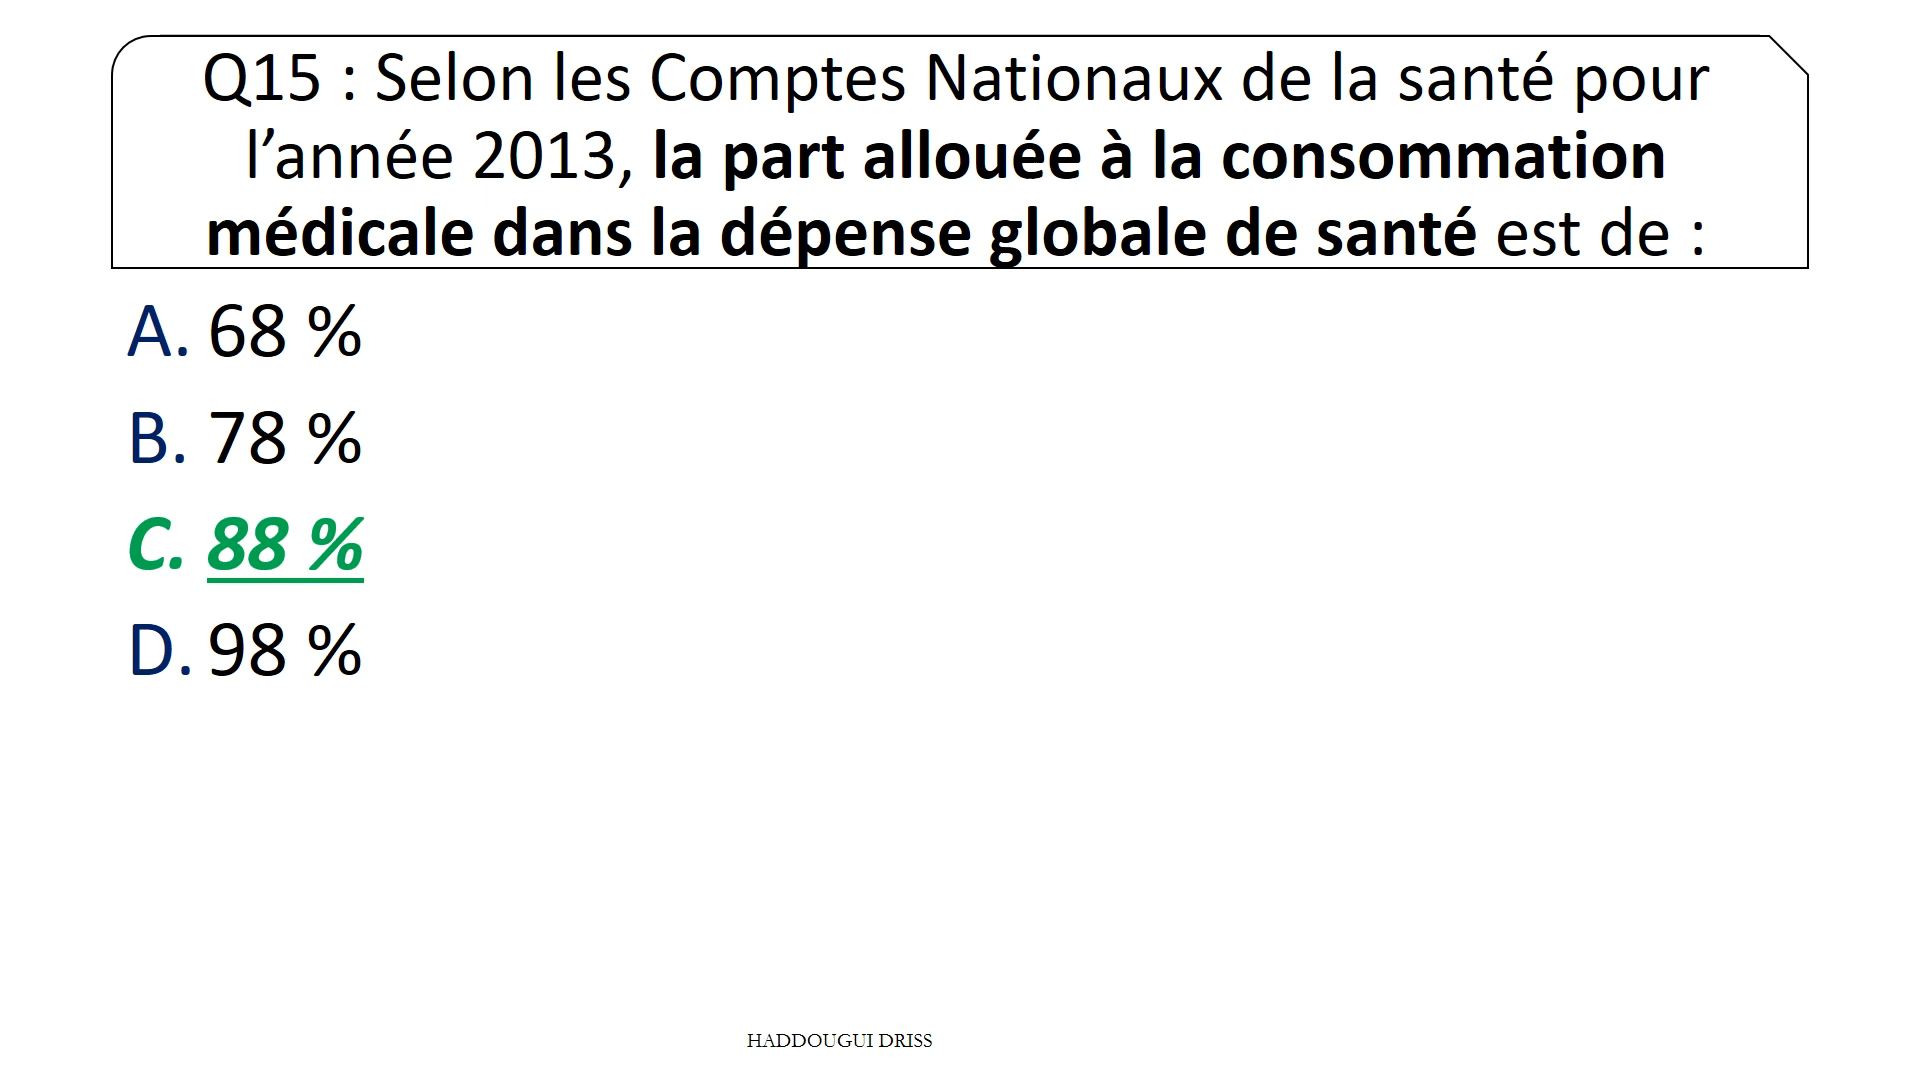 Q15 : Selon les Comptes Nationaux de la santé pour
l’année 2013, la part allouée à la consommation
médicale dans la dépense globale de santé est de :
A. 68 %
B. 78 %
C. 88 %
D. 98 %
HADDOUGUI DRISS